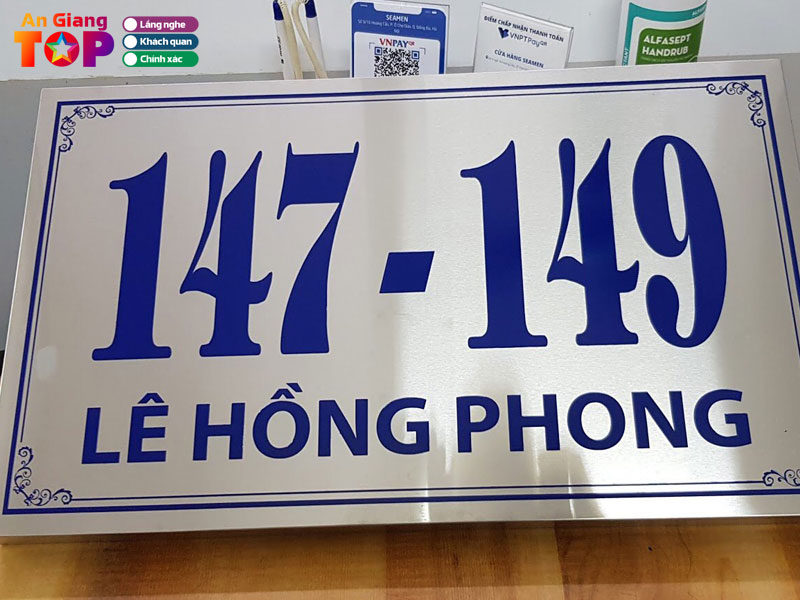 An Giang
TOP
Lắng nghe
Khách quan
Chính xác
SEAMEN
VNPAYQR
ĐIỂM CHẤP NHẬN THANH TOÁN
VNPTPay QR
CỬA HÀNG SEAMEN
ALFASEPT
HANDRUB
147 - 149
LÊ HỒNG PHONG